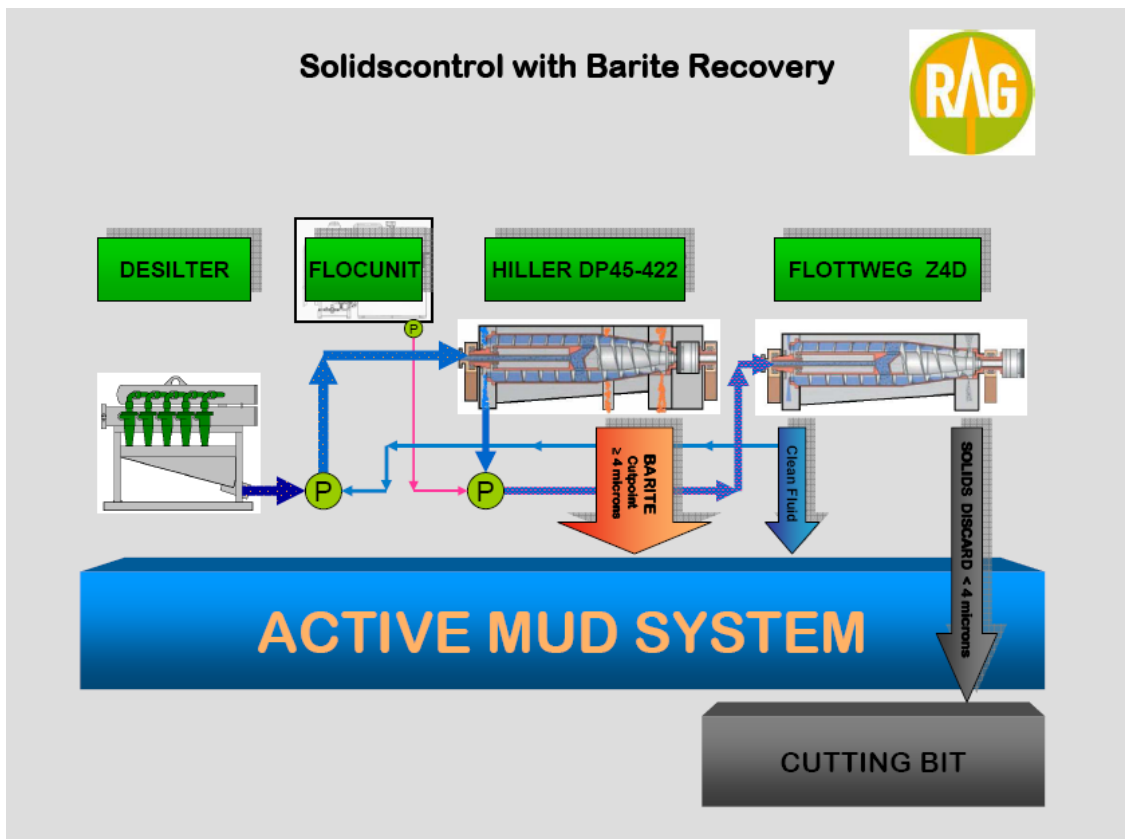 Solidscontrol with Barite Recovery
RAG
DESILTER
FLOCUNIT
HILLER DP45-422
FLOTTWEG Z4D
P
P
P
BARITE
Cutpoint
≥ 4 microns
Clean Fluid
SOLIDS DISCARD < 4 microns
ACTIVE MUD SYSTEM
CUTTING BIT